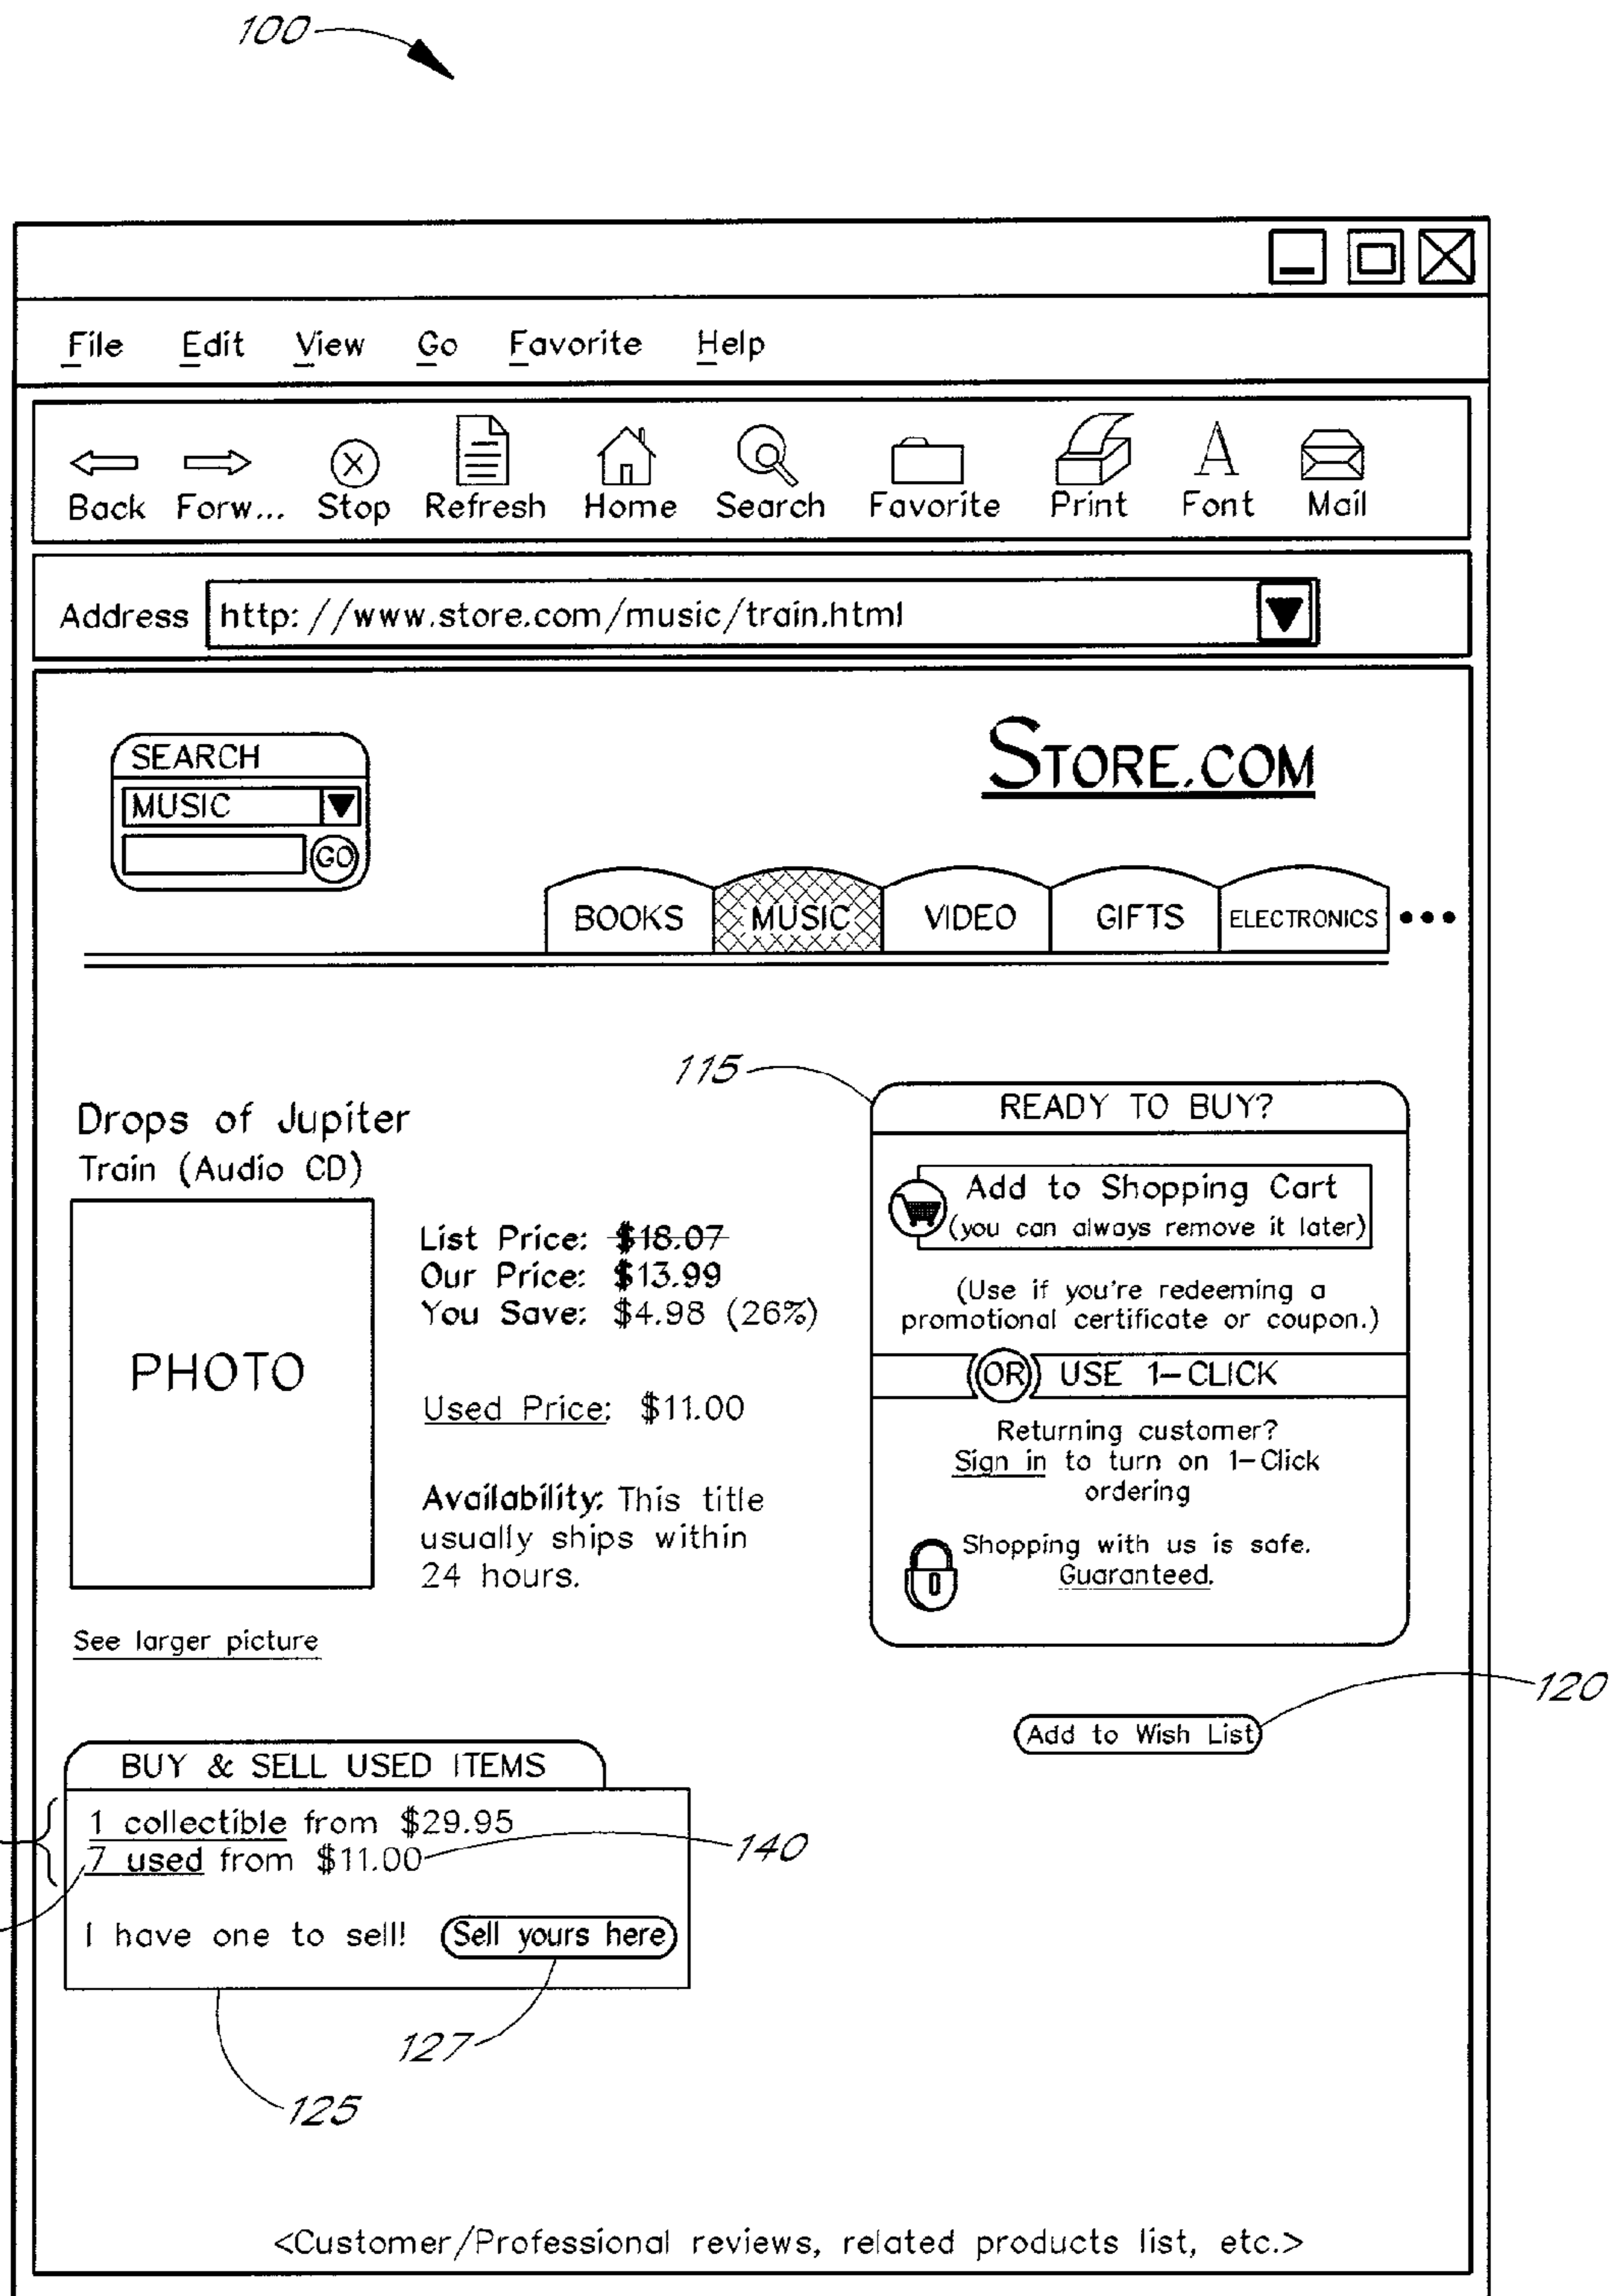 100
File Edit View Go Favorite Help
Back Forw... Stop Refresh Home Search Favorite Print Font Mail
Address http: //www.store.com/music/train.html
STORE.COM
SEARCH
MUSIC
GO
BOOKS MUSIC VIDEO GIFTS ELECTRONICS •••
115
Drops of Jupiter
Train (Audio CD)
PHOTO
See larger picture
List Price: $18.07
Our Price: $13.99
You Save: $4.98 (26%)
Used Price: $11.00
Availability: This title
usually ships within
24 hours.
READY TO BUY?
Add to Shopping Cart
(you can always remove it later)
(Use if you're redeeming a
promotional certificate or coupon.)
OR USE 1-CLICK
Returning customer?
Sign in to turn on 1-Click
ordering
Shopping with us is safe.
Guaranteed.
120
Add to Wish List
BUY & SELL USED ITEMS
1 collectible from $29.95
7 used from $11.00
140
I have one to sell! Sell yours here
127
125
<Customer/Professional reviews, related products list, etc.>